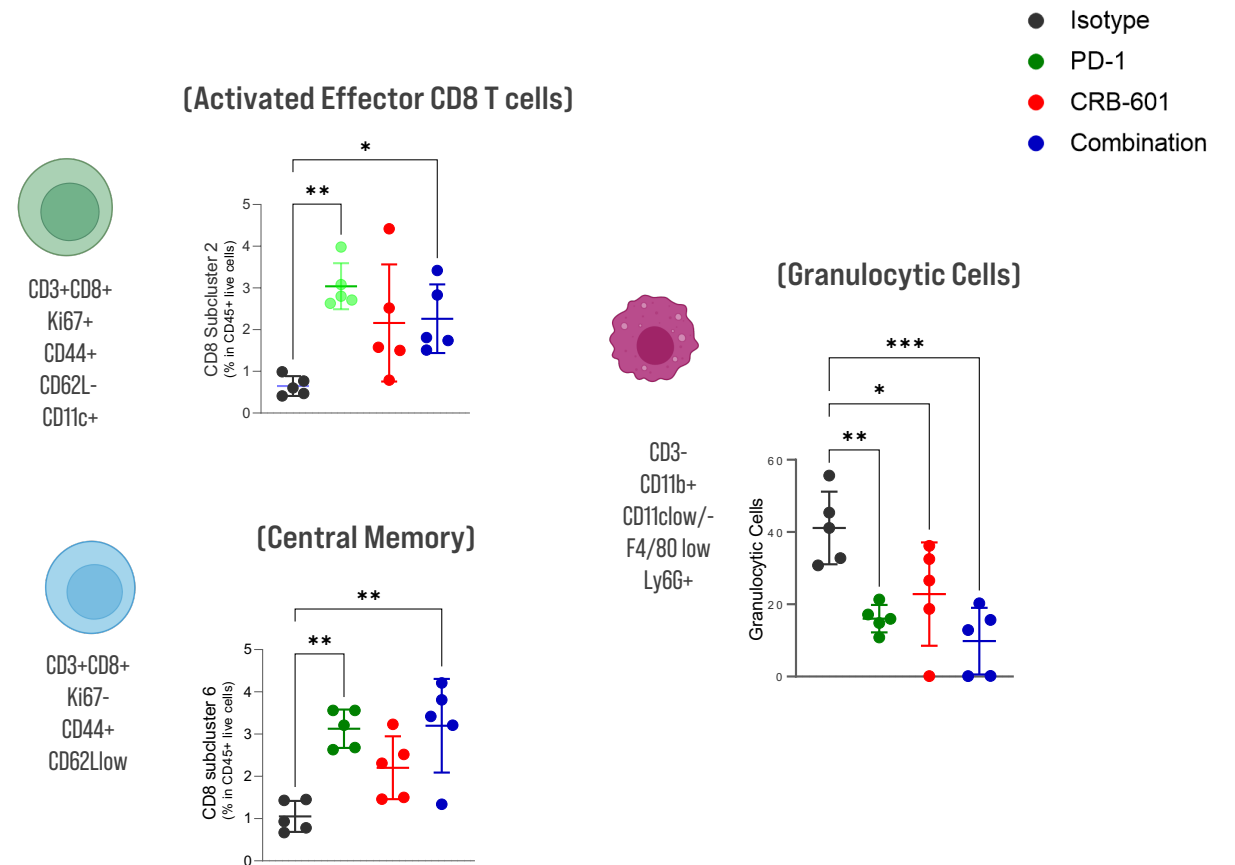 Isotype
PD-1
CRB-601
Combination
(Activated Effector CD8 T cells)
CD3+CD8+
Ki67+
CD44+
CD62L-
CD11c+
CD8 Subcluster 2
(% in CD45+ live cells)
*
**
5
4
3
2
1
0
(Central Memory)
CD3+CD8+
Ki67-
CD44+
CD62Llow
CD8 subcluster 6
(% in CD45+ live cells)
**
**
5
4
3
2
1
0
(Granulocytic Cells)
CD3-
CD11b+
CD11clow/-
F4/80 low
Ly6G+
Granulocytic Cells
***
*
**
60
40
20
0